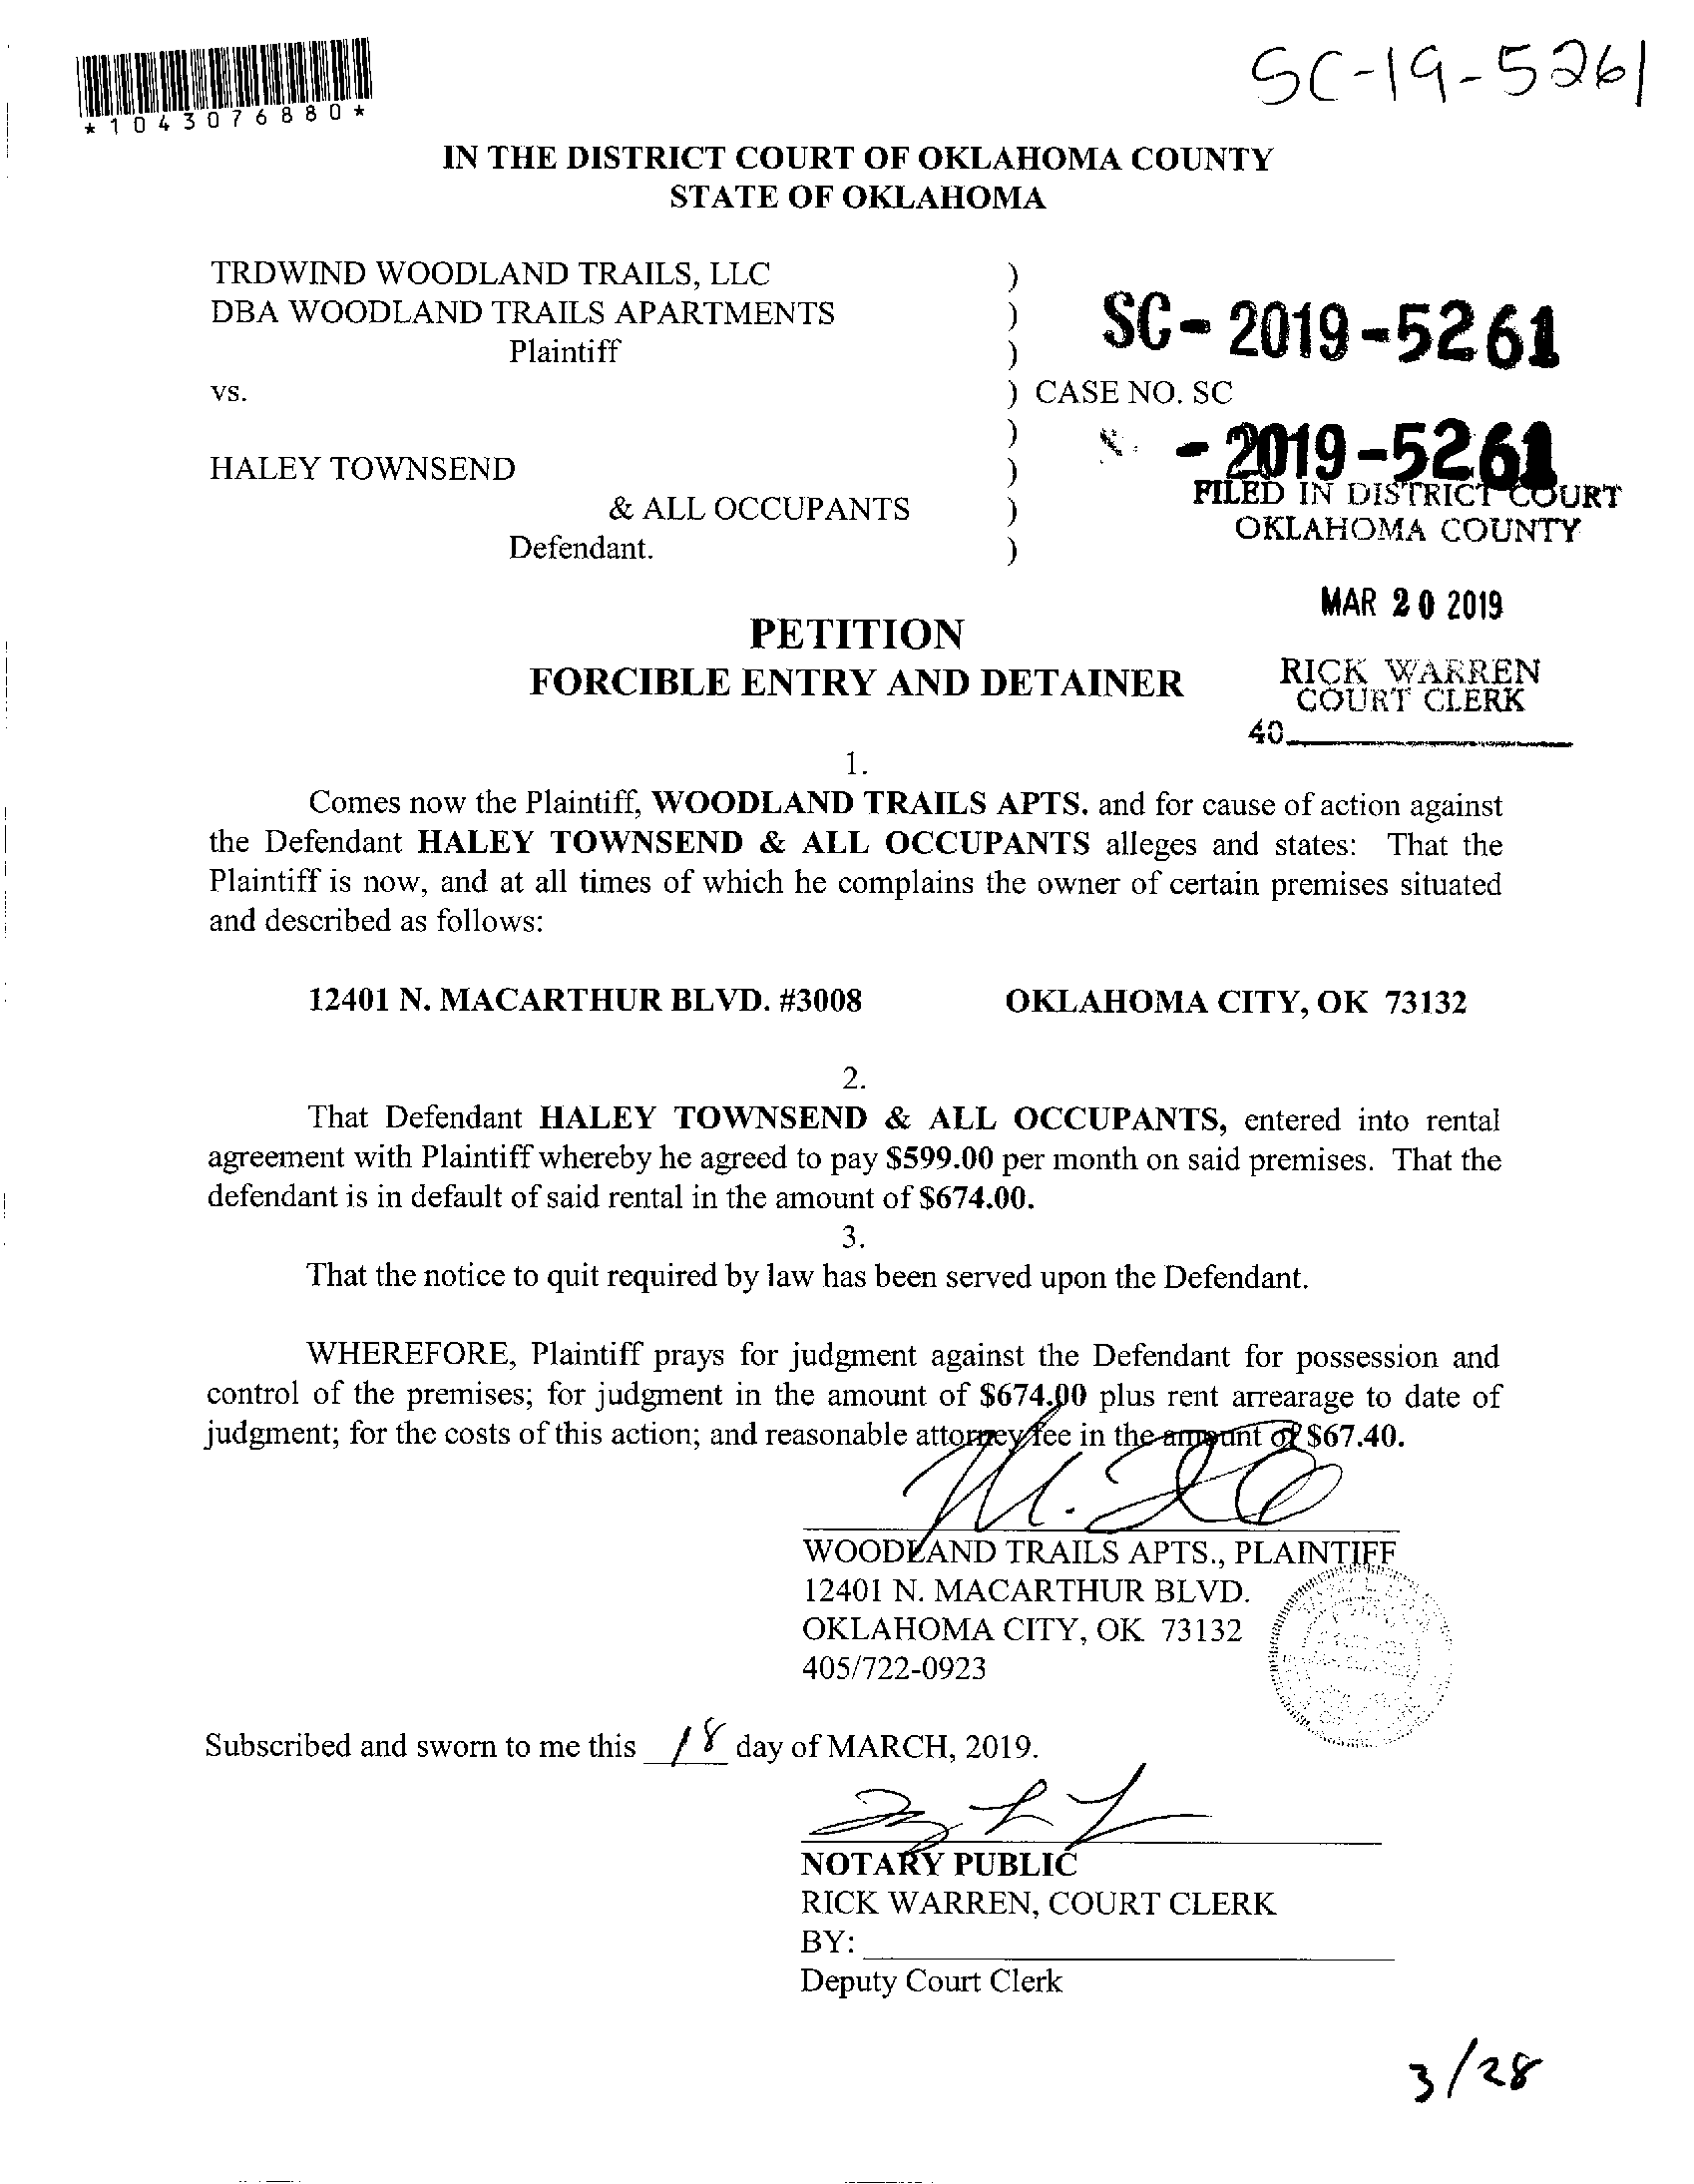 SC-19-5261
*1043076880*
IN THE DISTRICT COURT OF OKLAHOMA COUNTY
STATE OF OKLAHOMA
TRDWIND WOODLAND TRAILS, LLC )
DBA WOODLAND TRAILS APARTMENTS )
SC-2019-5261
Plaintiff )
vs. ) CASE NO. SC
)
-2019-5261
HALEY TOWNSEND )
FILED IN DISTRICT COURT
& ALL OCCUPANTS )
OKLAHOMA COUNTY
Defendant. )
MAR 20 2019
PETITION
FORCIBLE ENTRY AND DETAINER
RICK WARREN
COURT CLERK
40
1.
Comes now the Plaintiff, WOODLAND TRAILS APTS. and for cause of action against
the Defendant HALEY TOWNSEND & ALL OCCUPANTS alleges and states: That the
Plaintiff is now, and at all times of which he complains the owner of certain premises situated
and described as follows:
12401 N. MACARTHUR BLVD. #3008 OKLAHOMA CITY, OK 73132
2.
That Defendant HALEY TOWNSEND & ALL OCCUPANTS, entered into rental
agreement with Plaintiff whereby he agreed to pay $599.00 per month on said premises. That the
defendant is in default of said rental in the amount of $674.00.
3.
That the notice to quit required by law has been served upon the Defendant.
WHEREFORE, Plaintiff prays for judgment against the Defendant for possession and
control of the premises; for judgment in the amount of $674.00 plus rent arrearage to date of
judgment; for the costs of this action; and reasonable attorney fee in the amount of $67.40.
WOODLAND TRAILS APTS., PLAINTIFF
12401 N. MACARTHUR BLVD.
OKLAHOMA CITY, OK 73132
405/722-0923
Subscribed and sworn to me this 18 day of MARCH, 2019.
NOTARY PUBLIC
RICK WARREN, COURT CLERK
BY:
Deputy Court Clerk
3/28